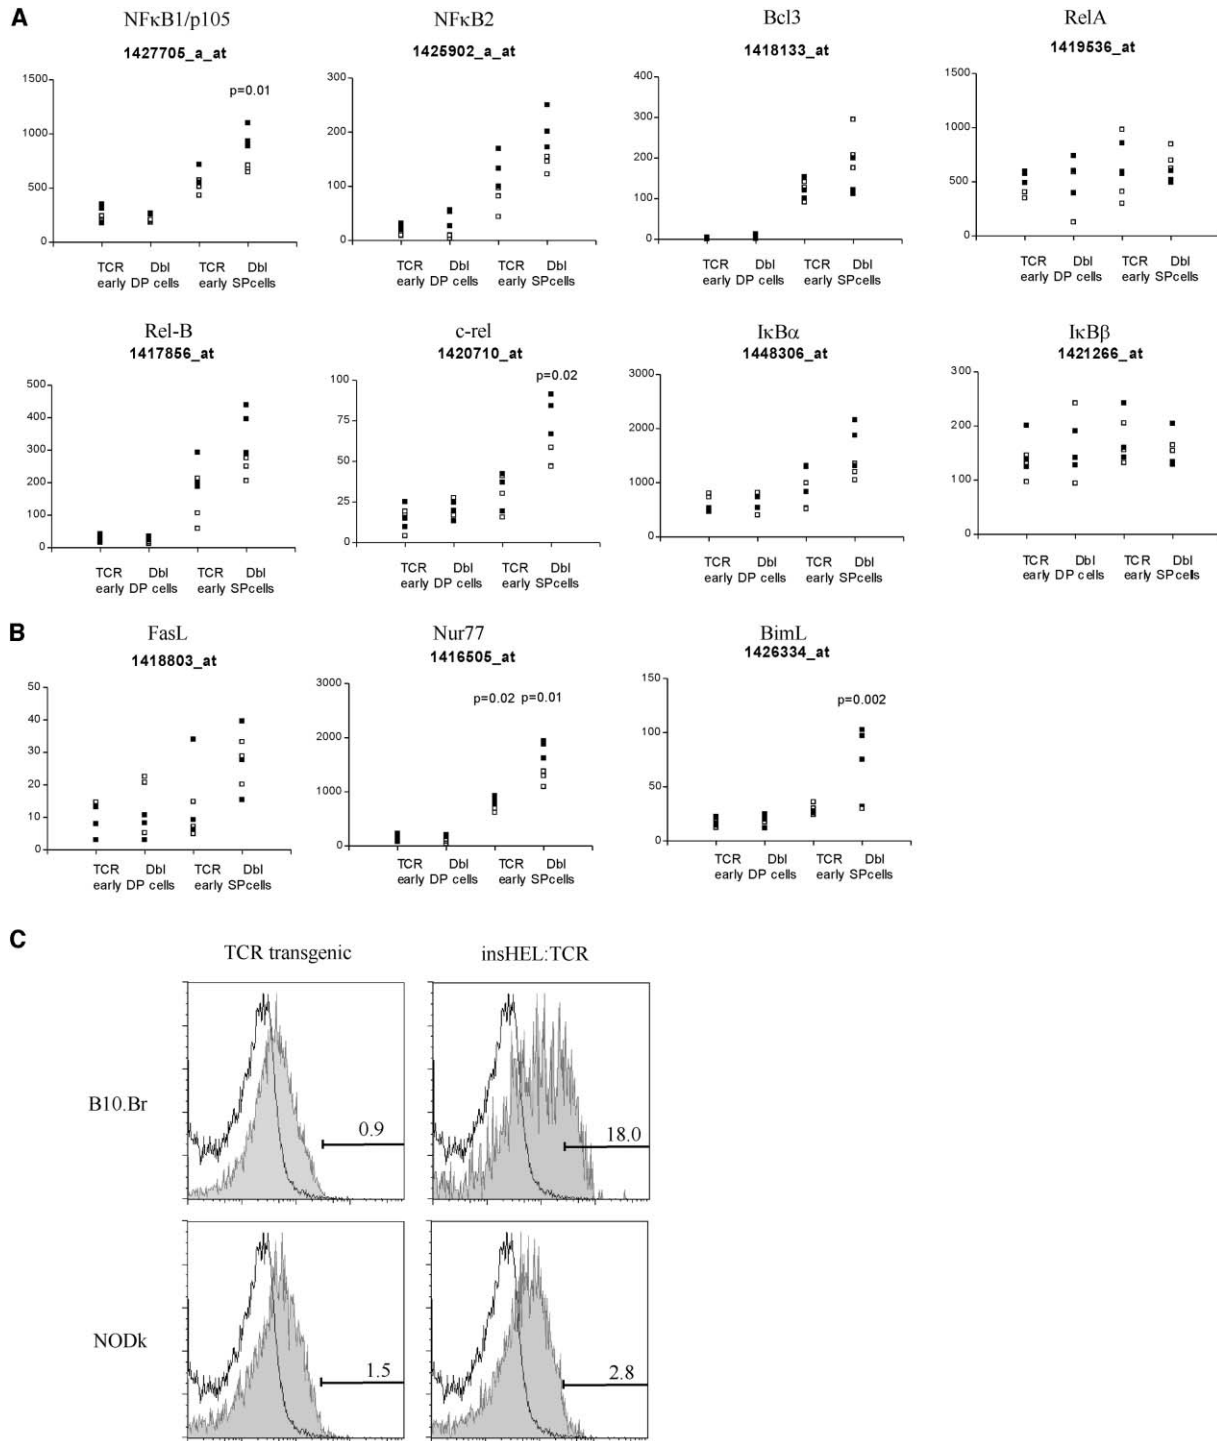 A
NFκB1/p105 NFκB2 Bcl3 RelA
1427705_a_at 1425902_a_at 1418133_at 1419536_at
1500 300 400 1500
p=0.01
300
1000 200 1000
200
500 100 500
100
0 0 0 0
TCR Dbl TCR Dbl TCR Dbl TCR Dbl TCR Dbl TCR Dbl TCR Dbl TCR Dbl
early DP cells early SPcells early DP cells early SPcells early DP cells early SPcells early DP cells early SPcells
Rel-B c-rel IκBα IκBβ
1417856_at 1420710_at 1448306_at 1421266_at
500 100 3000 300
p=0.02
400
75
300 2000 200
50
200
1000 100
25
100
0 0 0 0
TCR Dbl TCR Dbl TCR Dbl TCR Dbl TCR Dbl TCR Dbl TCR Dbl TCR Dbl
early DP cells early SPcells early DP cells early SPcells early DP cells early SPcells early DP cells early SPcells
B
FasL Nur77 BimL
1418803_at 1416505_at 1426334_at
50 3000 150
p=0.02 p=0.01 p=0.002
40
2000 100
30
20
1000 50
10
0 0 0
TCR Dbl TCR Dbl TCR Dbl TCR Dbl TCR Dbl TCR Dbl
early DP cells early SPcells early DP cells early SPcells early DP cells early SPcells
C
TCR transgenic insHEL:TCR
B10.Br
0.9 18.0
NODk
1.5 2.8